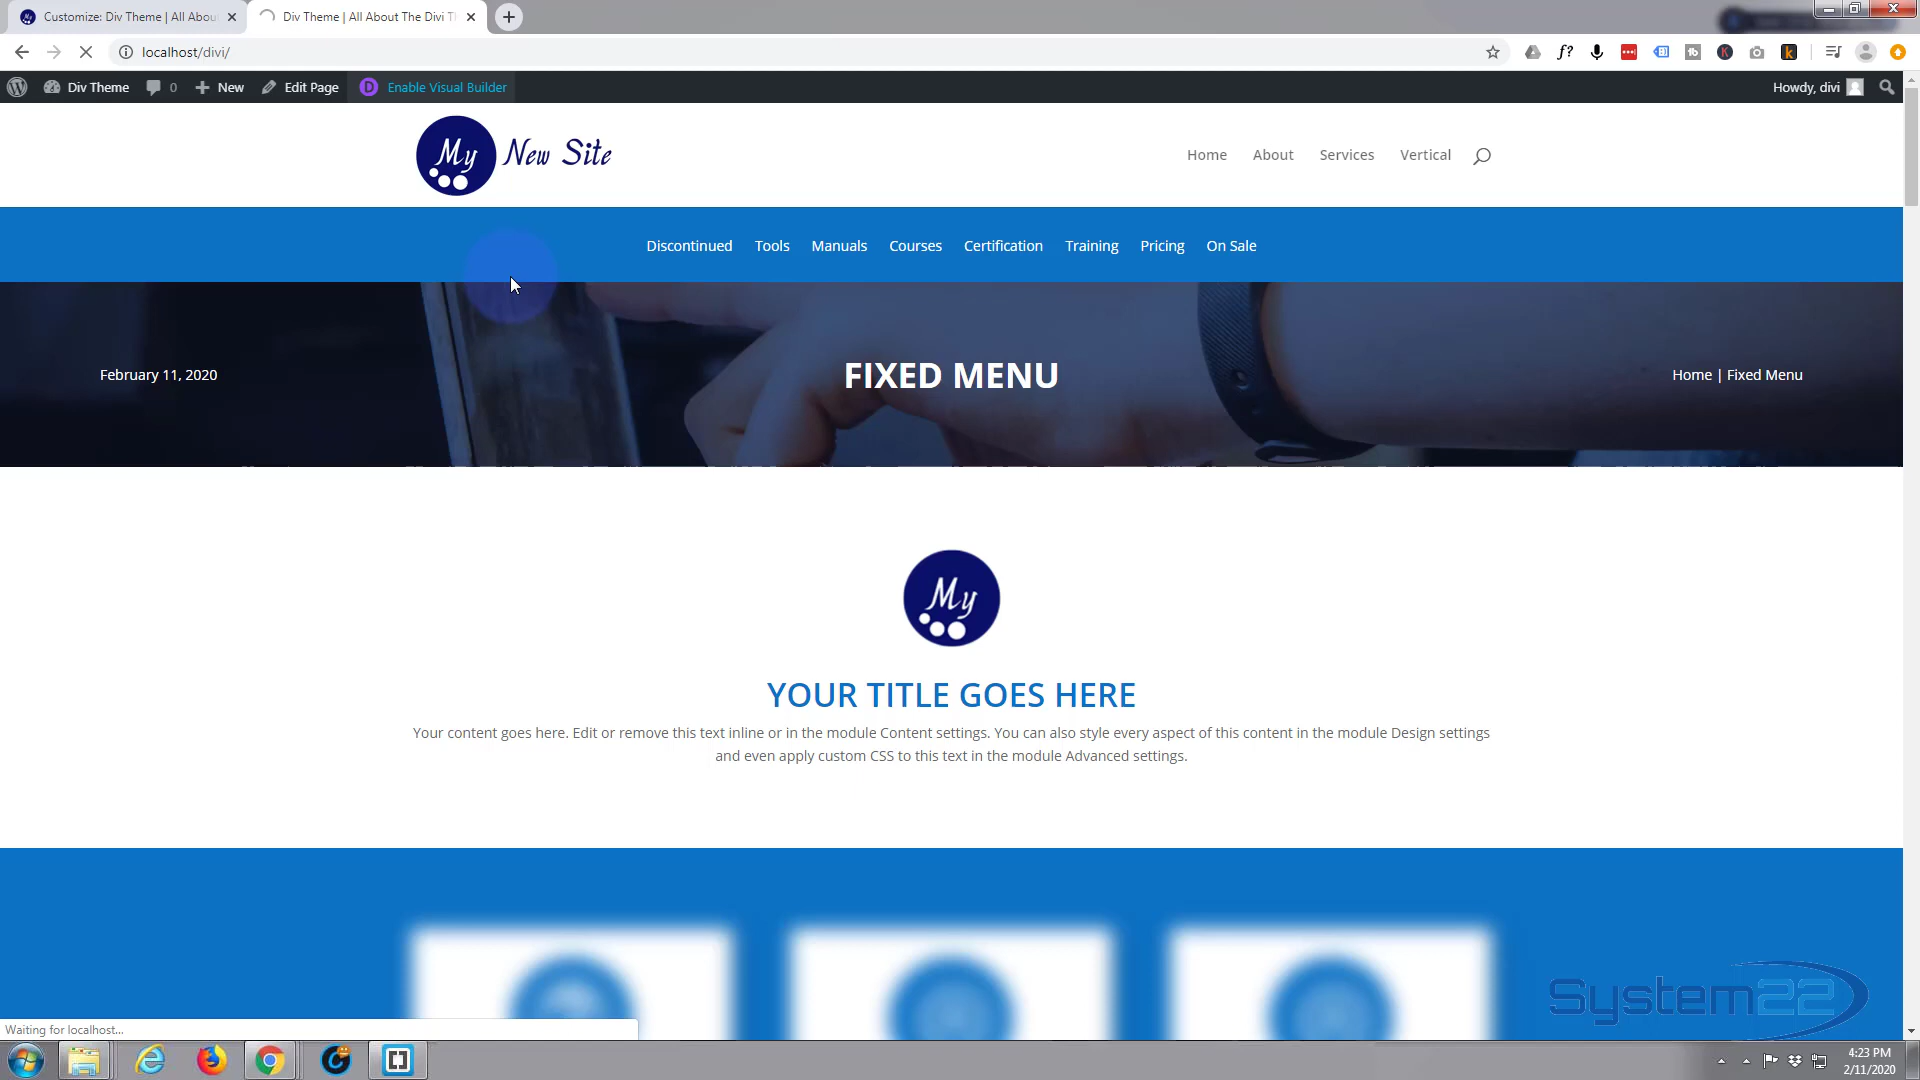 Customize: Div Theme | All Abou
Div Theme | All About The Divi T
localhost/divi/
Div Theme
0
New
Edit Page
Enable Visual Builder
Howdy, divi
My New Site
Home
About
Services
Vertical
Discontinued
Tools
Manuals
Courses
Certification
Training
Pricing
On Sale
February 11, 2020
FIXED MENU
Home | Fixed Menu
My
YOUR TITLE GOES HERE
Your content goes here. Edit or remove this text inline or in the module Content settings. You can also style every aspect of this content in the module Design settings
and even apply custom CSS to this text in the module Advanced settings.
System22
Waiting for localhost...
4:23 PM
2/11/2020